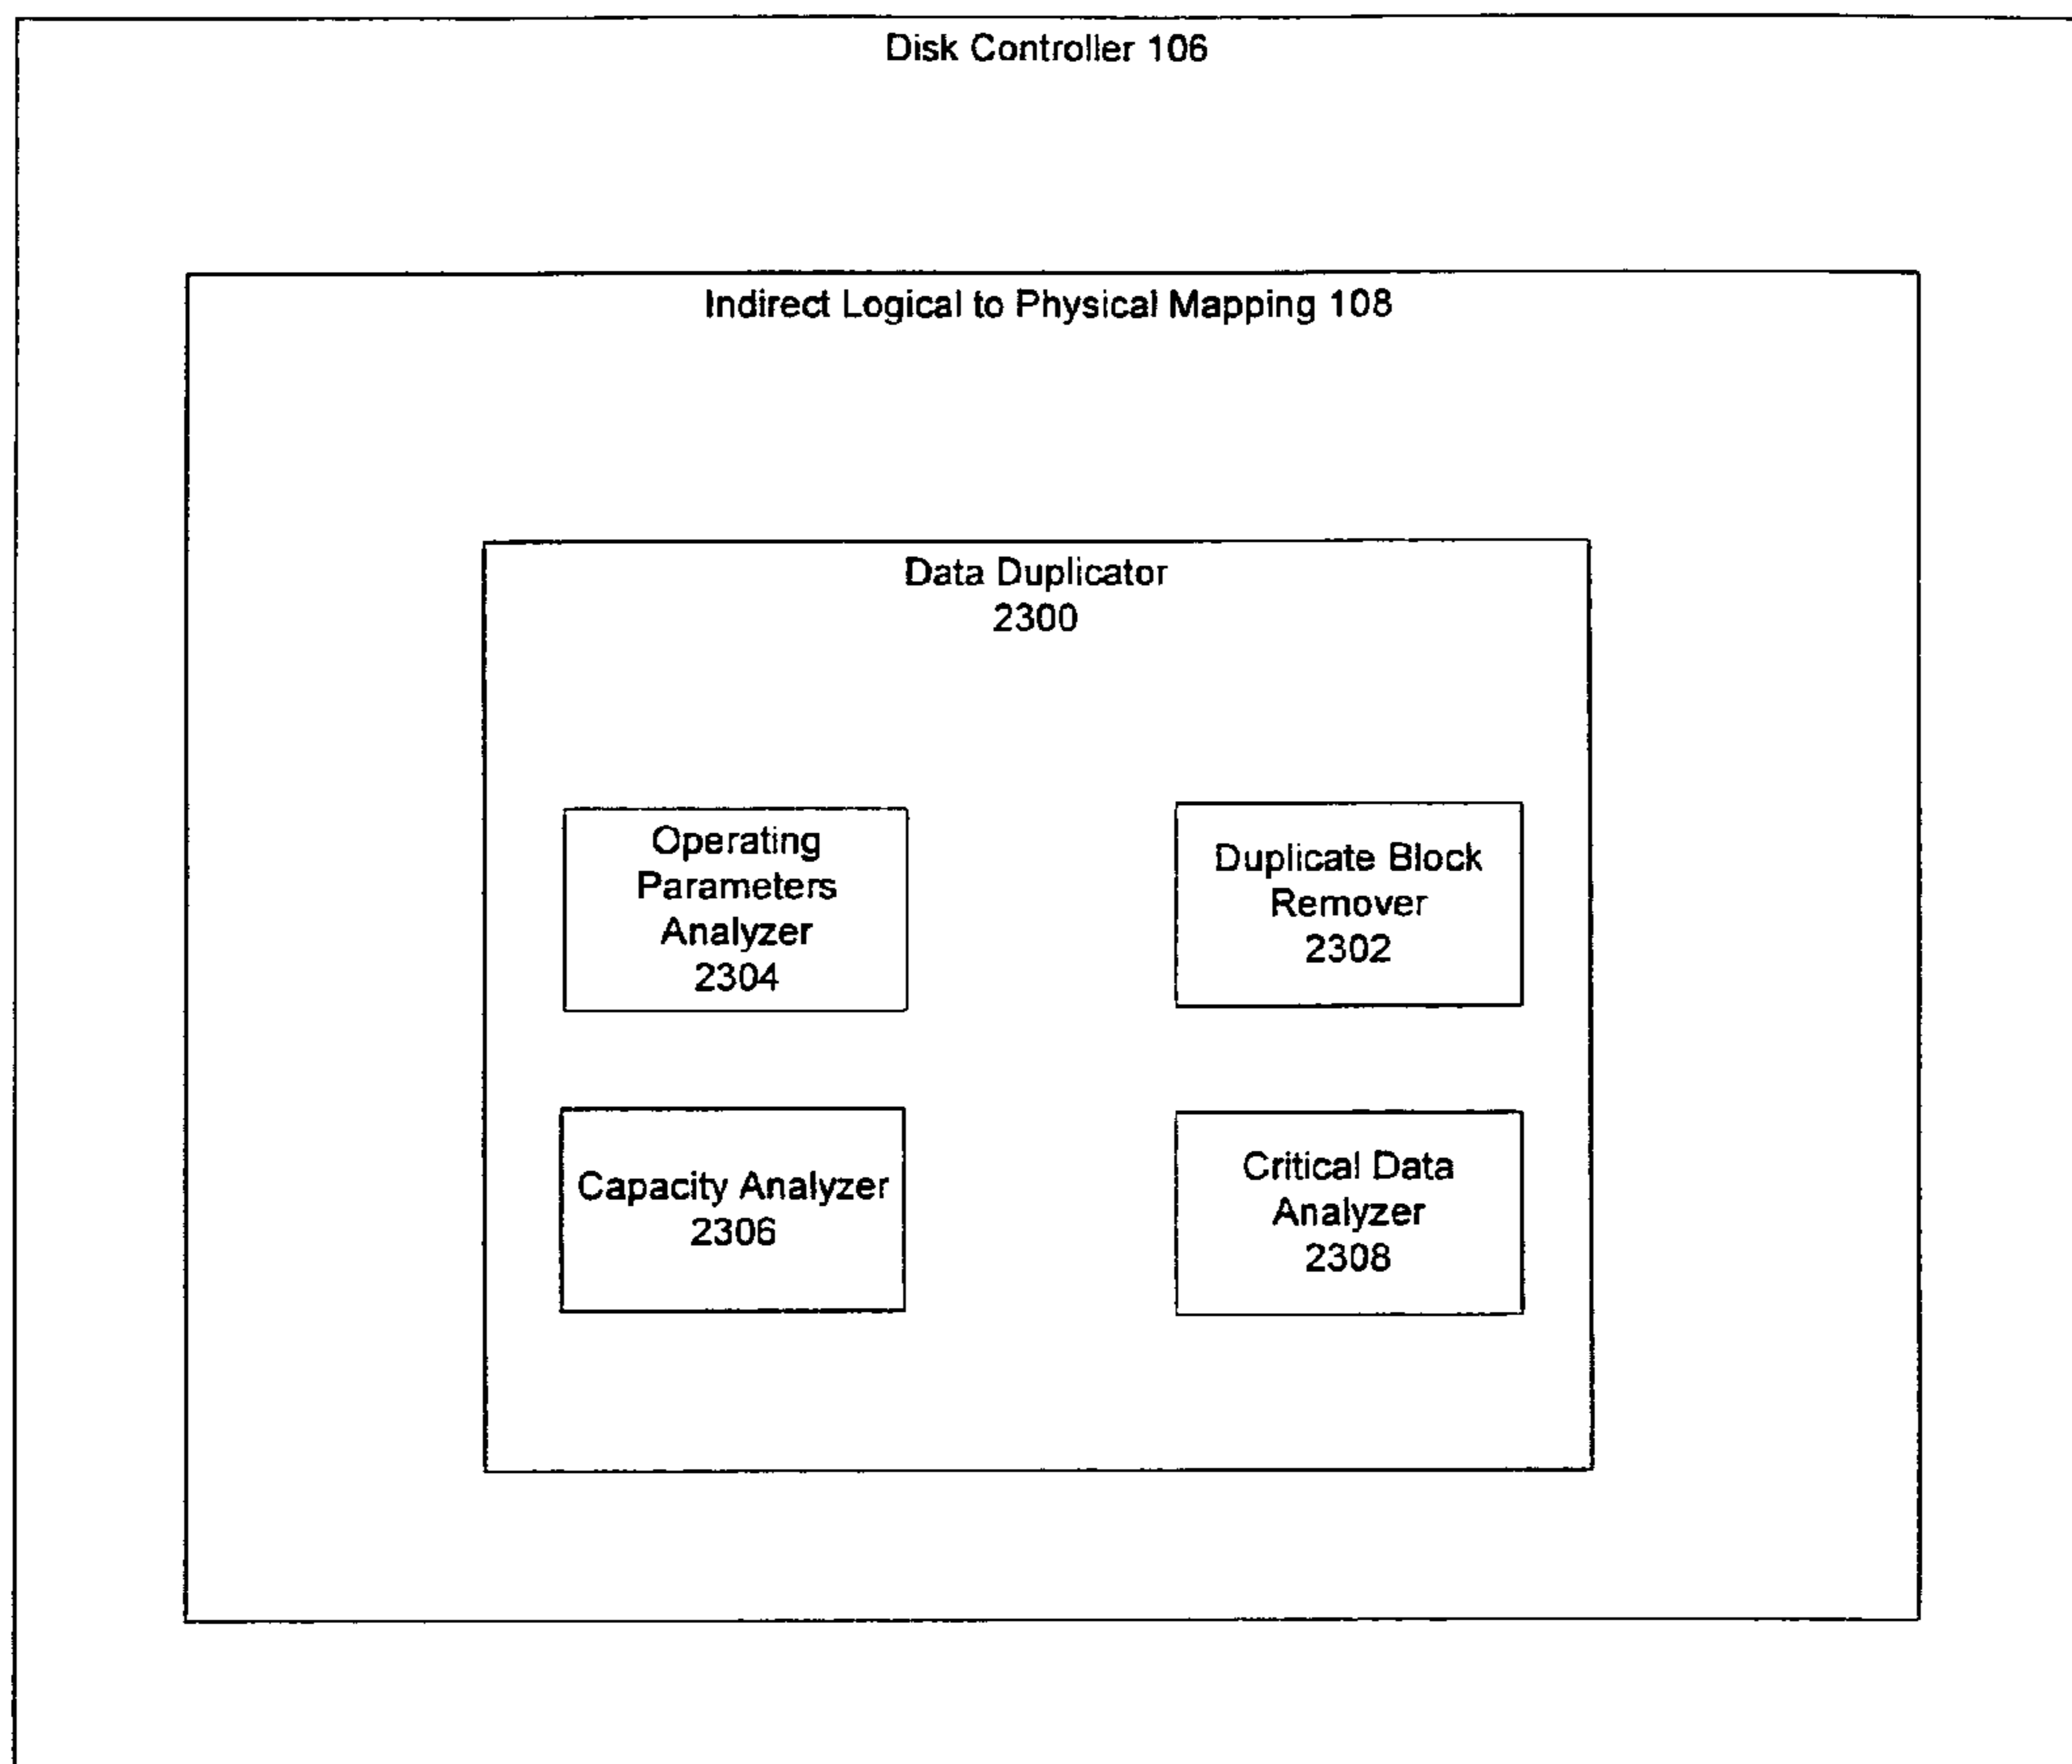 Disk Controller 106
Indirect Logical to Physical Mapping 108
Data Duplicator
2300
Operating
Parameters
Analyzer
2304
Duplicate Block
Remover
2302
Capacity Analyzer
2306
Critical Data
Analyzer
2308